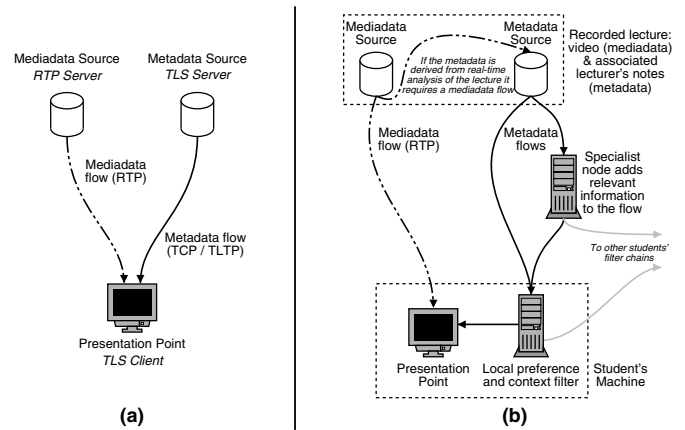 (a)
Mediadata Source
RTP Server
Metadata Source
TLS Server
Mediadata
flow (RTP)
Metadata flow
(TCP / TLTP)
Presentation Point
TLS Client
(b)
Mediadata
Source
Metadata
Source
If the metadata is
derived from real-time
analysis of the lecture it
requires a mediadata flow
Recorded lecture:
video (mediadata)
& associated
lecturer's notes
(metadata)
Mediadata
flow (RTP)
Metadata
flows
Specialist
node adds
relevant
information
to the flow
To other students'
filter chains
Presentation
Point
Local preference
and context filter
Student's
Machine